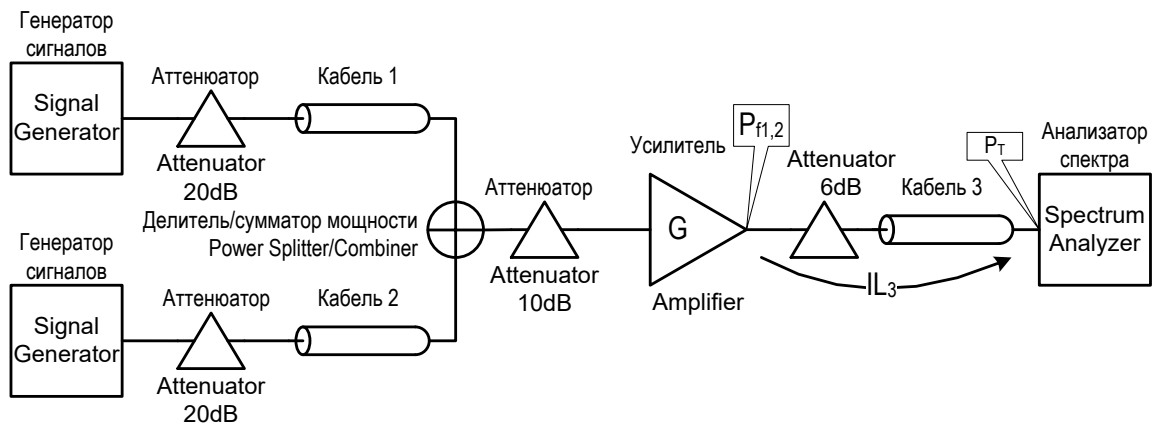 Генератор
сигналов
Signal
Generator
Аттенюатор
Attenuator
20dB
Кабель 1
Делитель/сумматор мощности
Power Splitter/Combiner
Генератор
сигналов
Signal
Generator
Аттенюатор
Attenuator
20dB
Кабель 2
Аттенюатор
Attenuator
10dB
Усилитель
G
Amplifier
Pf1,2
Attenuator
6dB
Кабель 3
IL3
PT
Анализатор
спектра
Spectrum
Analyzer